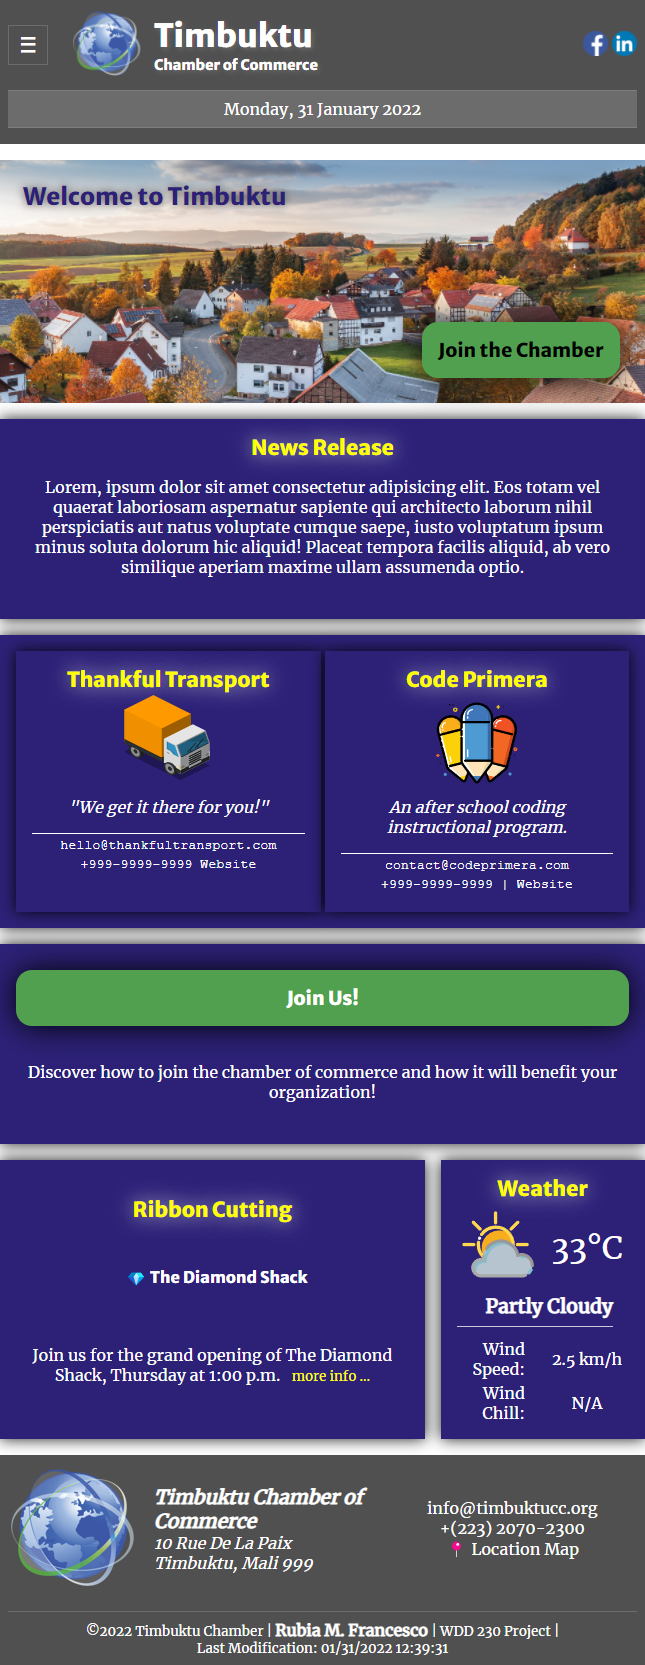 Timbuktu
Chamber of Commerce
Monday, 31 January 2022
Welcome to Timbuktu
Join the Chamber
News Release
Lorem, ipsum dolor sit amet consectetur adipisicing elit. Eos totam vel
quaerat laboriosam aspernatur sapiente qui architecto laborum nihil
perspiciatis aut natus voluptate cumque saepe, iusto voluptatum ipsum
minus soluta dolorum hic aliquid! Placeat tempora facilis aliquid, ab vero
similique aperiam maxime ullam assumenda optio.
Thankful Transport
"We get it there for you!"
hello@thankfultransport.com
+999-9999-9999 Website
Code Primera
An after school coding
instructional program.
contact@codeprimera.com
+999-9999-9999 | Website
Join Us!
Discover how to join the chamber of commerce and how it will benefit your
organization!
Ribbon Cutting
The Diamond Shack
Join us for the grand opening of The Diamond
Shack, Thursday at 1:00 p.m. more info ...
Weather
33°C
Partly Cloudy
Wind
Speed:
2.5 km/h
Wind
Chill:
N/A
Timbuktu Chamber of
Commerce
10 Rue De La Paix
Timbuktu, Mali 999
info@timbuktucc.org
+(223) 2070-2300
Location Map
©2022 Timbuktu Chamber | Rubia M. Francesco | WDD 230 Project |
Last Modification: 01/31/2022 12:39:31